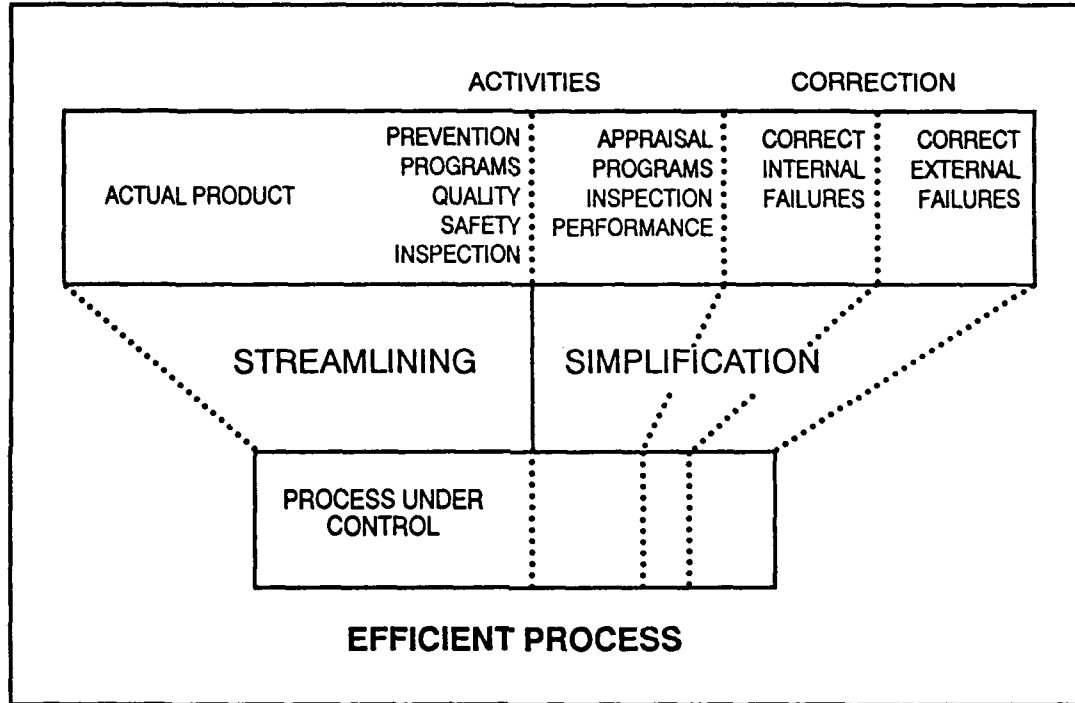 ACTIVITIES
CORRECTION
ACTUAL PRODUCT
PREVENTION
PROGRAMS
QUALITY
SAFETY
INSPECTION
APPRAISAL
PROGRAMS
INSPECTION
PERFORMANCE
CORRECT
INTERNAL
FAILURES
CORRECT
EXTERNAL
FAILURES
STREAMLINING
SIMPLIFICATION
PROCESS UNDER
CONTROL
EFFICIENT PROCESS